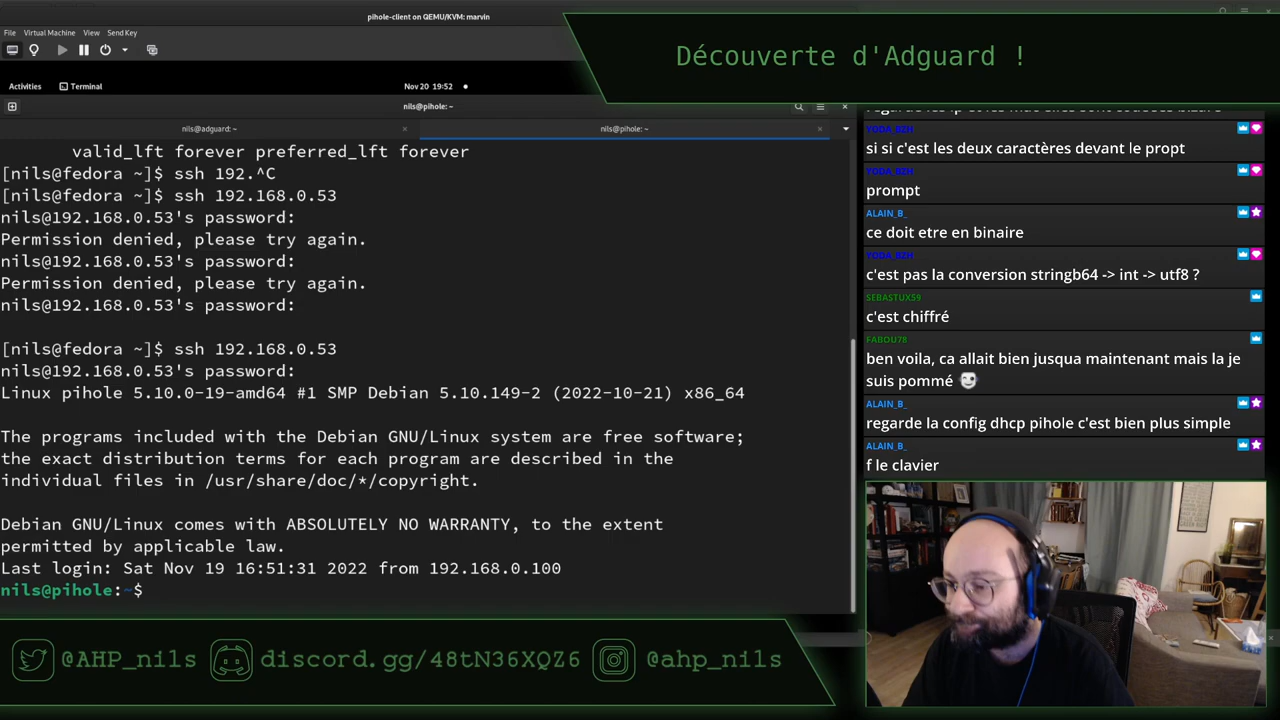 pihole-client on QEMU/KVM: marvin
File Virtual Machine View Send Key
Découverte d'Adguard !
Activities Terminal Nov 20 19:52
nils@pihole: ~
nils@adguard: ~ nils@pihole: ~
valid_lft forever preferred_lft forever
[nils@fedora ~]$ ssh 192.^C
[nils@fedora ~]$ ssh 192.168.0.53
nils@192.168.0.53's password:
Permission denied, please try again.
nils@192.168.0.53's password:
Permission denied, please try again.
nils@192.168.0.53's password:
[nils@fedora ~]$ ssh 192.168.0.53
nils@192.168.0.53's password:
Linux pihole 5.10.0-19-amd64 #1 SMP Debian 5.10.149-2 (2022-10-21) x86_64
The programs included with the Debian GNU/Linux system are free software;
the exact distribution terms for each program are described in the
individual files in /usr/share/doc/*/copyright.
Debian GNU/Linux comes with ABSOLUTELY NO WARRANTY, to the extent
permitted by applicable law.
Last login: Sat Nov 19 16:51:31 2022 from 192.168.0.100
nils@pihole:~$
YODA_BZH
si si c'est les deux caractères devant le propt
YODA_BZH
prompt
ALAIN_B_
ce doit etre en binaire
YODA_BZH
c'est pas la conversion stringb64 -> int -> utf8 ?
SEBASTUX59
c'est chiffré
FABOU78
ben voila, ca allait bien jusqua maintenant mais la je
suis pommé
ALAIN_B_
regarde la config dhcp pihole c'est bien plus simple
ALAIN_B_
f le clavier
@AHP_nils discord.gg/48tN36XQZ6 @ahp_nils